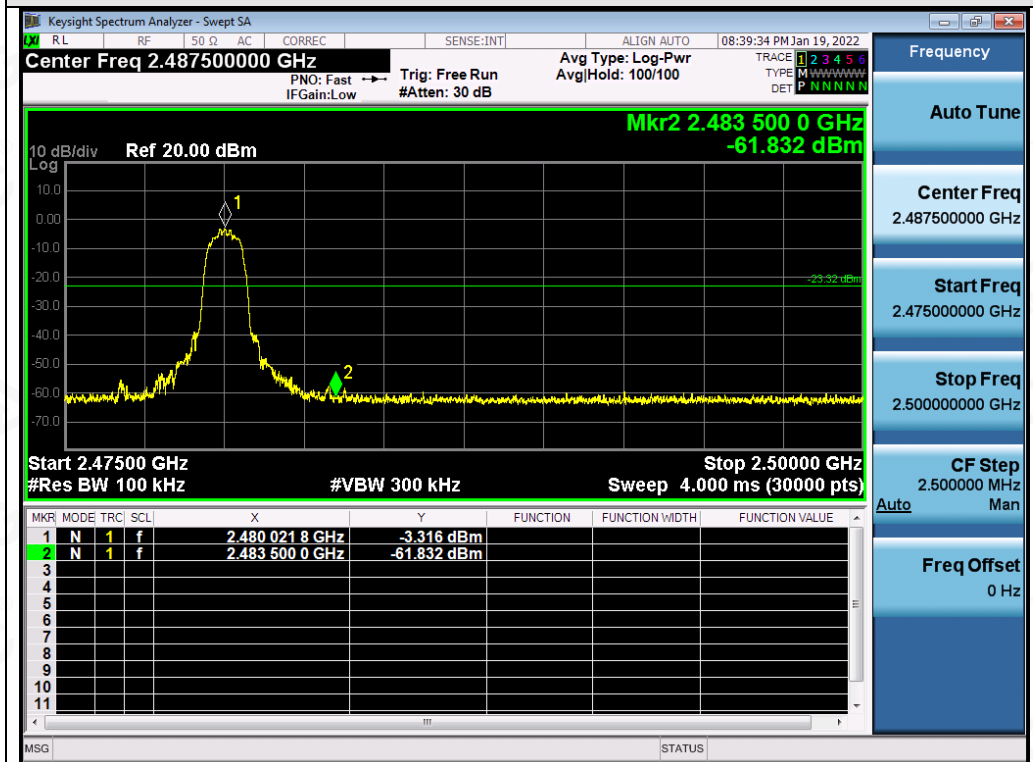 Keysight Spectrum Analyzer - Swept SA
LXI RL RF 50 Ω AC CORREC SENSE:INT ALIGN AUTO 08:39:34 PM Jan 19, 2022
Center Freq 2.487500000 GHz
PNO: Fast
IFGain:Low
Trig: Free Run
#Atten: 30 dB
Avg Type: Log-Pwr
Avg|Hold: 100/100
TRACE 1 2 3 4 5 6
TYPE M WWWWW
DET P N N N N N
Mkr2 2.483 500 0 GHz
-61.832 dBm
10 dB/div Ref 20.00 dBm
Log
10.0
0.00
-10.0
-20.0
-30.0
-40.0
-50.0
-60.0
-70.0
1
-23.32 dBm
2
Start 2.47500 GHz Stop 2.50000 GHz
#Res BW 100 kHz #VBW 300 kHz Sweep 4.000 ms (30000 pts)
MKR MODE TRC SCL X Y FUNCTION FUNCTION WIDTH FUNCTION VALUE
1 N 1 f 2.480 021 8 GHz -3.316 dBm
2 N 1 f 2.483 500 0 GHz -61.832 dBm
3
4
5
6
7
8
9
10
11
MSG STATUS
Frequency
Auto Tune
Center Freq
2.487500000 GHz
Start Freq
2.475000000 GHz
Stop Freq
2.500000000 GHz
CF Step
2.500000 MHz
Auto Man
Freq Offset
0 Hz